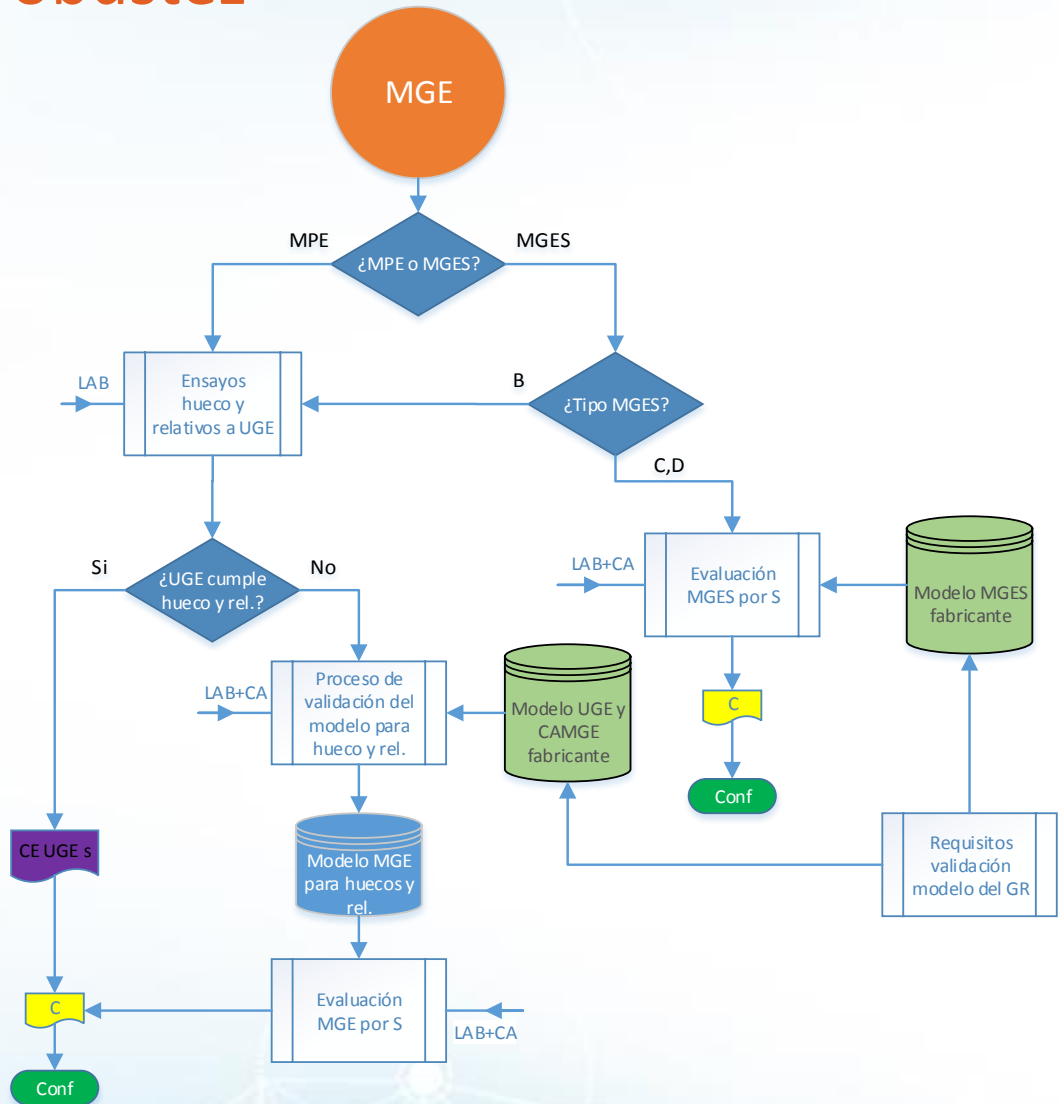 obustez
MGE
MPE
MGES
¿MPE o MGES?
LAB
Ensayos
hueco y
relativos a UGE
B
¿Tipo MGES?
C,D
Si
¿UGE cumple
hueco y rel.?
No
LAB+CA
Evaluación
MGES por S
Modelo MGES
fabricante
LAB+CA
Proceso de
validación del
modelo para
hueco y rel.
Modelo UGE y
CAMGE
fabricante
C
Conf
CE UGE s
Modelo MGE
para huecos y
rel.
Requisitos
validación
modelo del GR
C
Evaluación
MGE por S
LAB+CA
Conf